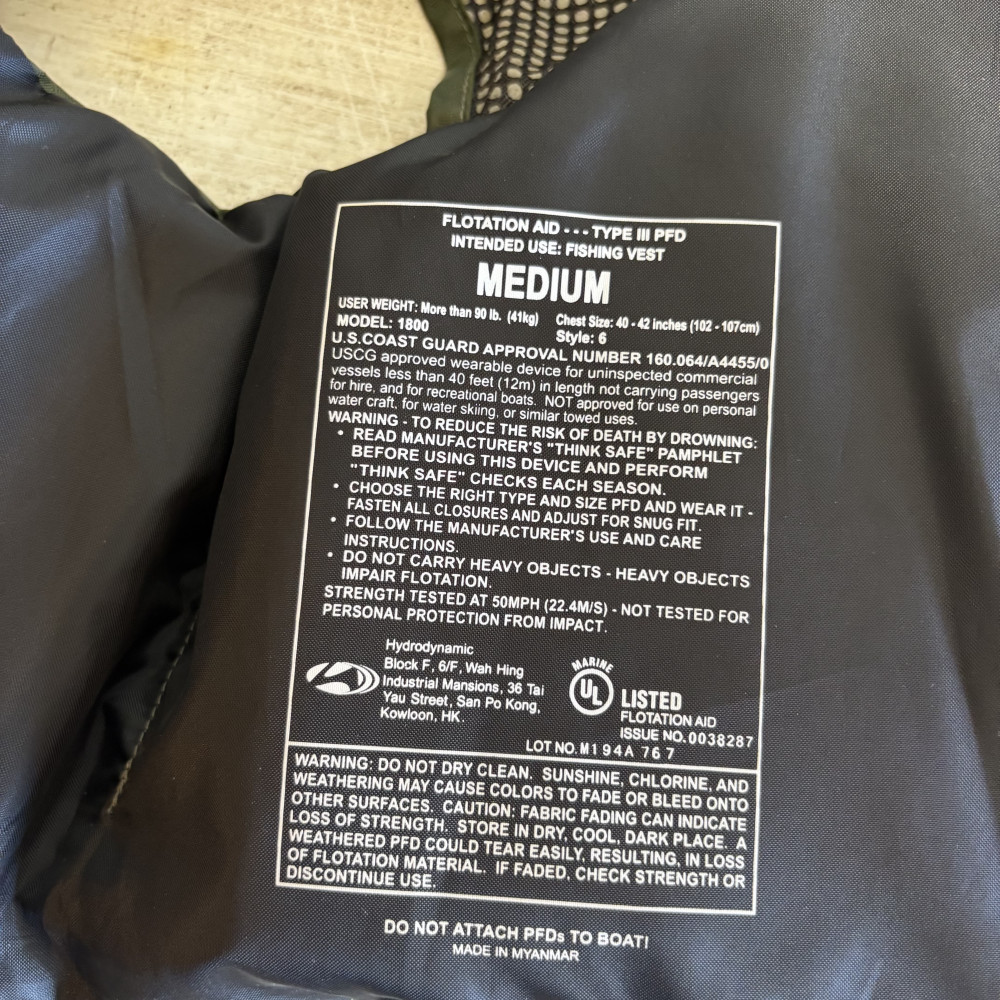 FLOTATION AID - - - TYPE III PFD
INTENDED USE: FISHING VEST
MEDIUM
USER WEIGHT: More than 90 lb. (41kg) Chest Size: 40 - 42 inches (102 - 107cm)
MODEL: 1800 Style: 6
U.S.COAST GUARD APPROVAL NUMBER 160.064/A4455/0
USCG approved wearable device for uninspected commercial
vessels less than 40 feet (12m) in length not carrying passengers
for hire, and for recreational boats. NOT approved for use on personal
water craft, for water skiing, or similar towed uses.
WARNING - TO REDUCE THE RISK OF DEATH BY DROWNING:
• READ MANUFACTURER'S "THINK SAFE" PAMPHLET
BEFORE USING THIS DEVICE AND PERFORM
"THINK SAFE" CHECKS EACH SEASON.
• CHOOSE THE RIGHT TYPE AND SIZE PFD AND WEAR IT -
FASTEN ALL CLOSURES AND ADJUST FOR SNUG FIT.
• FOLLOW THE MANUFACTURER'S USE AND CARE
INSTRUCTIONS.
• DO NOT CARRY HEAVY OBJECTS - HEAVY OBJECTS
IMPAIR FLOTATION.
STRENGTH TESTED AT 50MPH (22.4M/S) - NOT TESTED FOR
PERSONAL PROTECTION FROM IMPACT.
Hydrodynamic
Block F, 6/F, Wah Hing
Industrial Mansions, 36 Tai
Yau Street, San Po Kong,
Kowloon, HK.
MARINE
UL
LISTED
FLOTATION AID
ISSUE NO.0038287
LOT NO.M194A 767
WARNING: DO NOT DRY CLEAN. SUNSHINE, CHLORINE, AND
WEATHERING MAY CAUSE COLORS TO FADE OR BLEED ONTO
OTHER SURFACES. CAUTION: FABRIC FADING CAN INDICATE
LOSS OF STRENGTH. STORE IN DRY, COOL, DARK PLACE. A
WEATHERED PFD COULD TEAR EASILY, RESULTING, IN LOSS
OF FLOTATION MATERIAL. IF FADED, CHECK STRENGTH OR
DISCONTINUE USE.
DO NOT ATTACH PFDs TO BOAT!
MADE IN MYANMAR